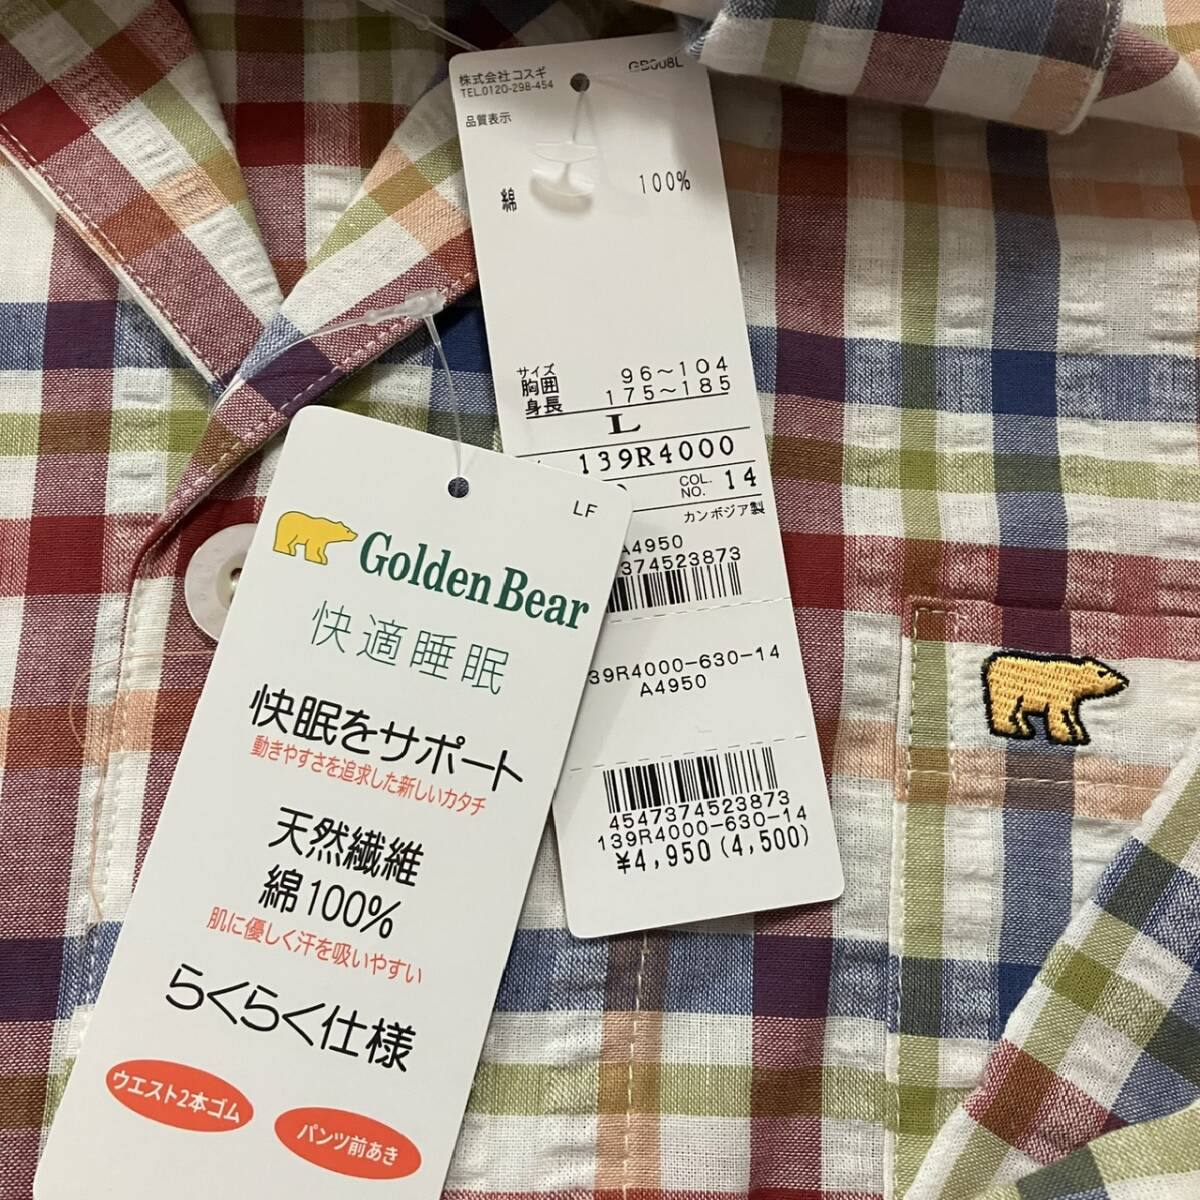 株式会社コスギ
TEL.0120-298-454
GB308L
品質表示
綿 100%
サイズ
胸囲 96～104
身長 175～185
L
139R4000
COL. NO. 14
カンボジア製
A4950
374523873
39R4000-630-14
A4950
4547374523873
139R4000-630-14
¥4,950(4,500)
LF
Golden Bear
快適睡眠
快眠をサポート
動きやすさを追求した新しいカタチ
天然繊維
綿100%
肌に優しく汗を吸いやすい
らくらく仕様
ウエスト2本ゴム
パンツ前あき